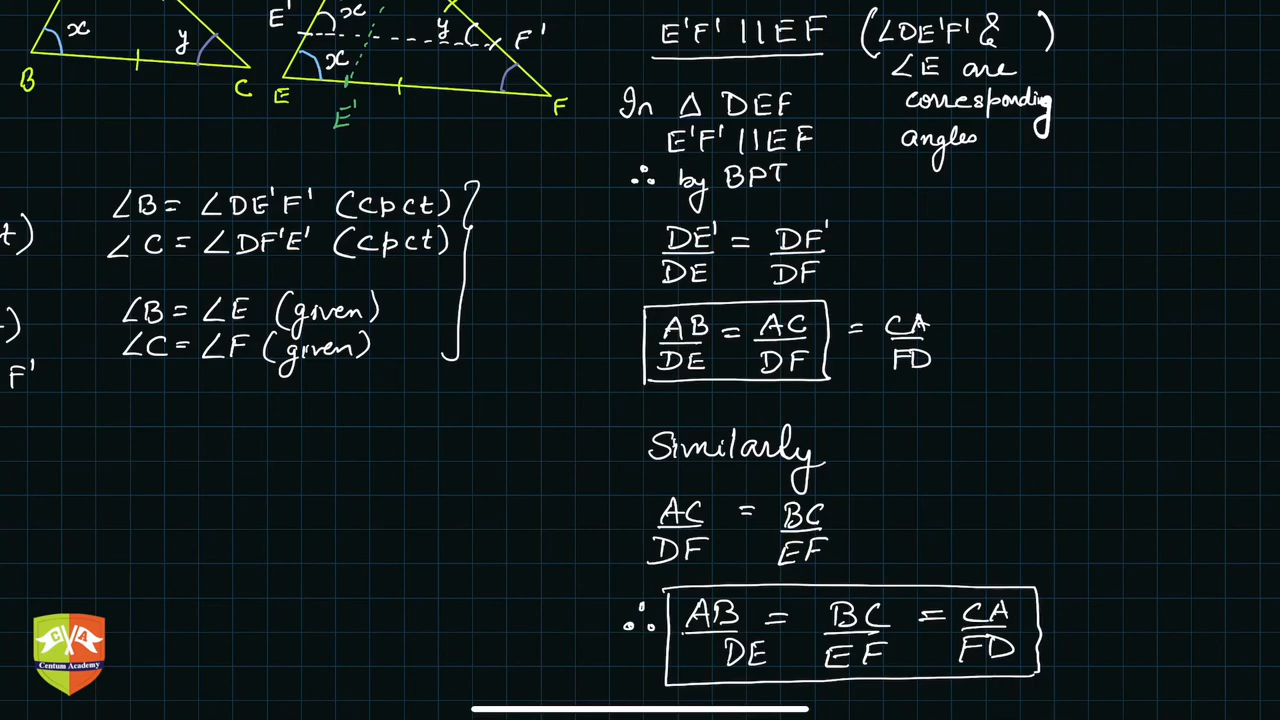 x
y
B
C
E'
x
x
y
F'
E
E'
F
t)
∠B = ∠DE'F' (cpct)
∠C = ∠DF'E' (cpct)
∠B = ∠E (given)
∠C = ∠F (given)
F'
E'F' || EF (∠DE'F' & )
∠E are
corresponding
angles
In Δ DEF
E'F' || EF
∴ by BPT
DE'/DE = DF'/DF
AB/DE = AC/DF = CA/FD
Similarly
AC/DF = BC/EF
∴ AB/DE = BC/EF = CA/FD
C A
Centum Academy